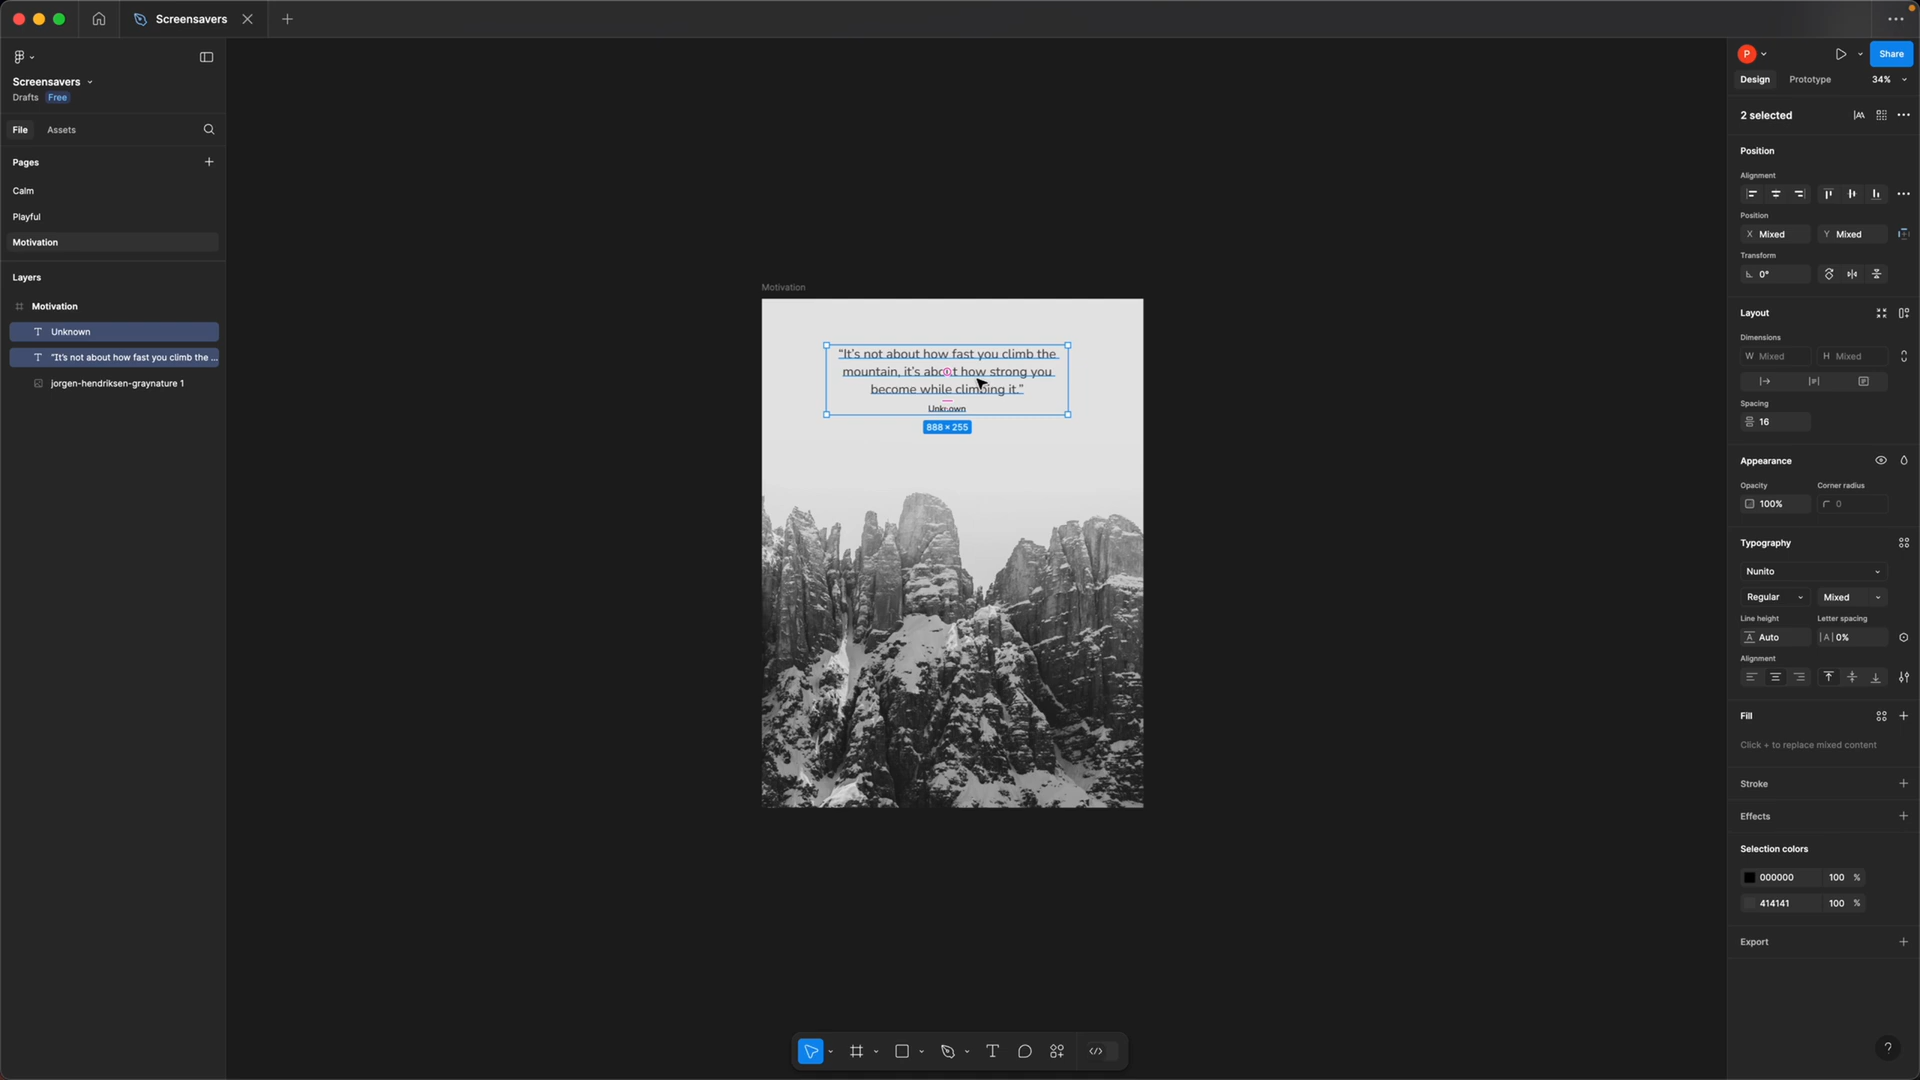 Screensavers
Screensavers
Drafts Free
File Assets
Pages
Calm
Playful
Motivation
Layers
Motivation
Unknown
"It's not about how fast you climb the ...
jorgen-hendriksen-graynature 1
Motivation
"It's not about how fast you climb the
mountain, it's about how strong you
become while climbing it."
Unknown
888 × 255
P Share
Design Prototype 34%
2 selected
Position
Alignment
Position
X Mixed Y Mixed
Transform
0°
Layout
Dimensions
W Mixed H Mixed
Spacing
16
Appearance
Opacity Corner radius
100% 0
Typography
Nunito
Regular Mixed
Line height Letter spacing
Auto |A| 0%
Alignment
Fill
Click + to replace mixed content
Stroke
Effects
Selection colors
000000 100 %
414141 100 %
Export
?